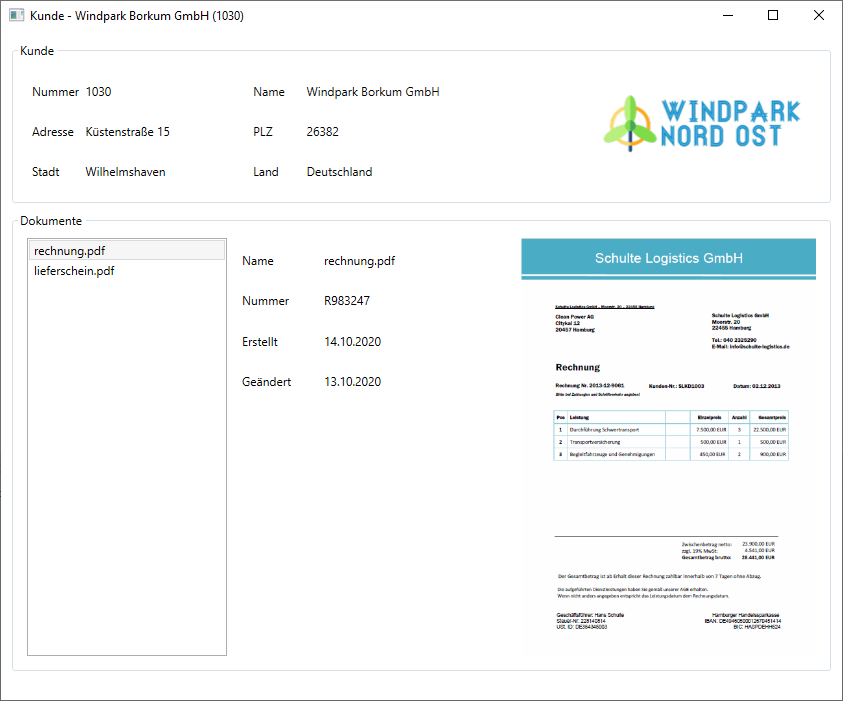 Kunde - Windpark Borkum GmbH (1030)
Kunde
Nummer 1030 Name Windpark Borkum GmbH
Adresse Küstenstraße 15 PLZ 26382
Stadt Wilhelmshaven Land Deutschland
WINDPARK
NORD OST
Dokumente
rechnung.pdf
lieferschein.pdf
Name rechnung.pdf
Nummer R983247
Erstellt 14.10.2020
Geändert 13.10.2020
Schulte Logistics GmbH
Schulte Logistics GmbH - Moorstr. 20 - 22455 Hamburg
Clean Power AG
Citykai 12
20457 Hamburg
Schulte Logistics GmbH
Moorstr. 20
22455 Hamburg
Tel.: 040 2325290
E-Mail: info@schulte-logistics.de
Rechnung
Rechnung Nr. 2013-12-9081 Kunden-Nr.: SLKD1003 Datum: 02.12.2013
Bitte bei Zahlungen und Schriftverkehr angeben!
Pos Leistung Einzelpreis Anzahl Gesamtpreis
1 Durchführung Schwertransport 7.500,00 EUR 3 22.500,00 EUR
2 Transportversicherung 500,00 EUR 1 500,00 EUR
3 Begleitfahrzeuge und Genehmigungen 450,00 EUR 2 900,00 EUR
Zwischenbetrag netto: 23.900,00 EUR
zzgl. 19% MwSt: 4.541,00 EUR
Gesamtbetrag brutto: 28.441,00 EUR
Der Gesamtbetrag ist ab Erhalt dieser Rechnung zahlbar innerhalb von 7 Tagen ohne Abzug.
Die aufgeführten Dienstleistungen haben Sie gemäß unserer AGB erhalten.
Wenn nicht anders angegeben entspricht das Leistungsdatum dem Rechnungsdatum.
Geschäftsführer: Hans Schulte
Steuer-Nr. 228140814
USt. ID: DE364346003
Hamburger Handelssparkasse
IBAN:
BIC: HASPDEHH624